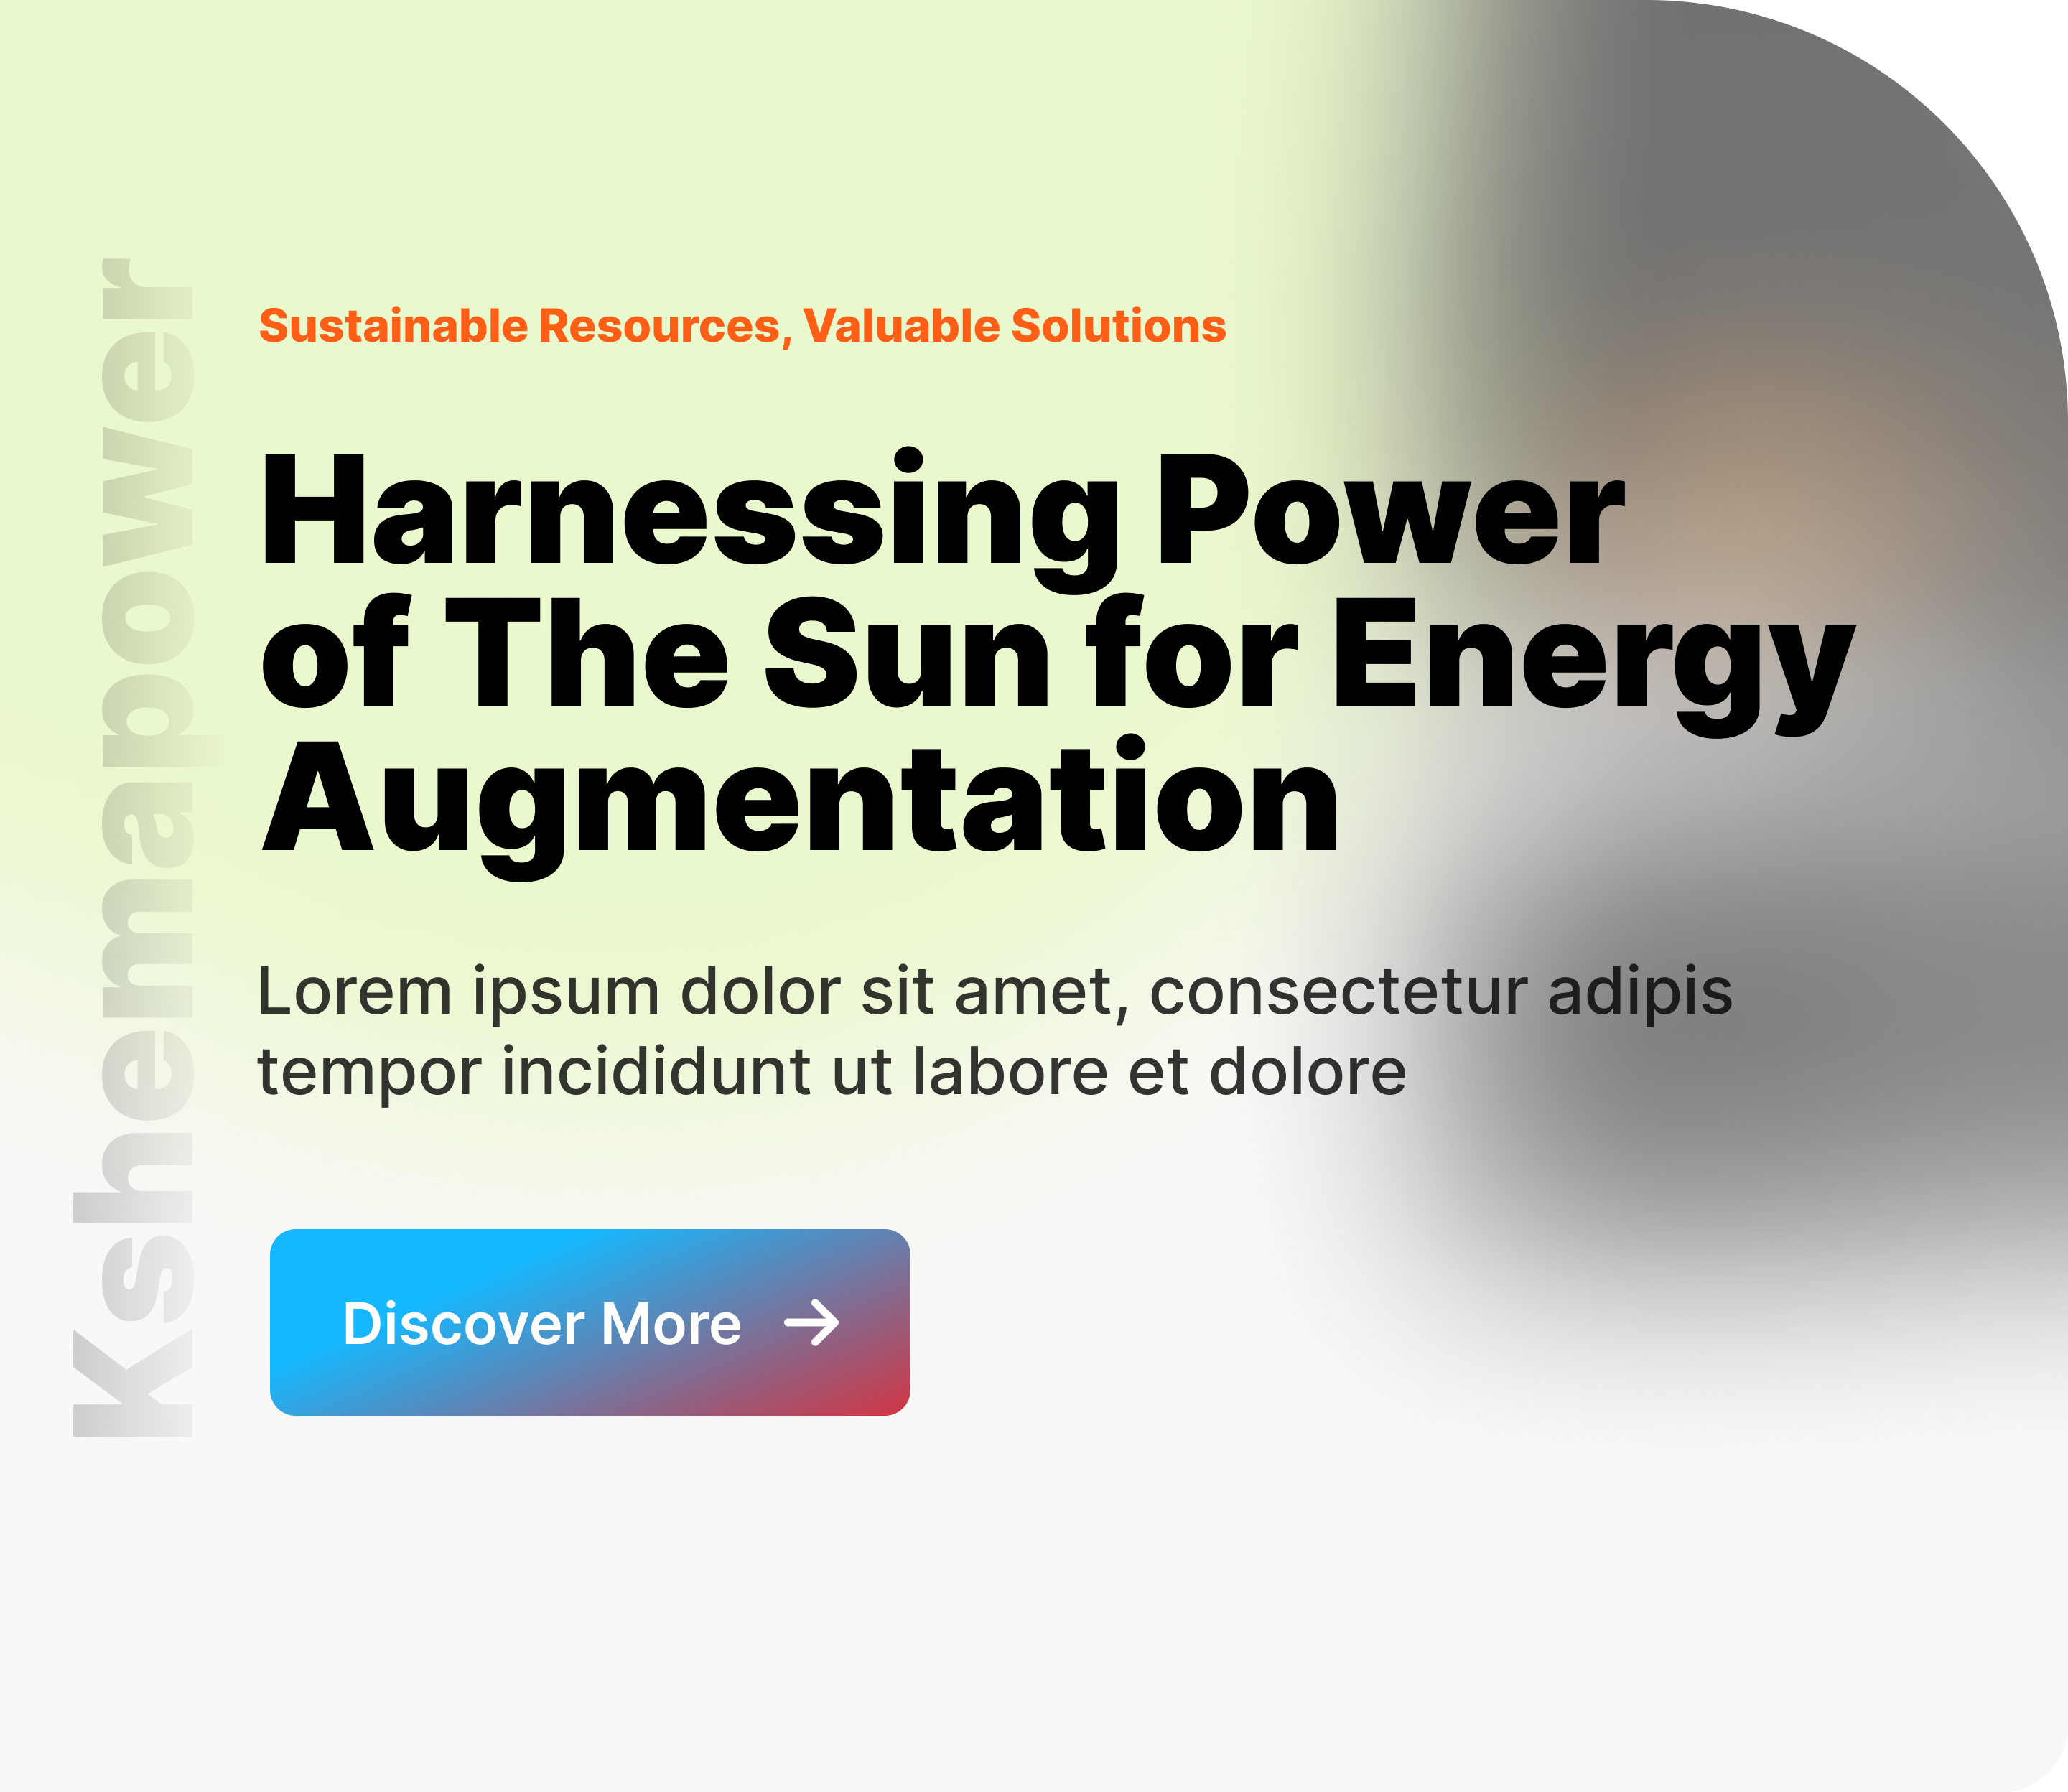 Kshemapower
Sustainable Resources, Valuable Solutions
Harnessing Power
of The Sun for Energy
Augmentation
Lorem ipsum dolor sit amet, consectetur adipis
tempor incididunt ut labore et dolore
Discover More